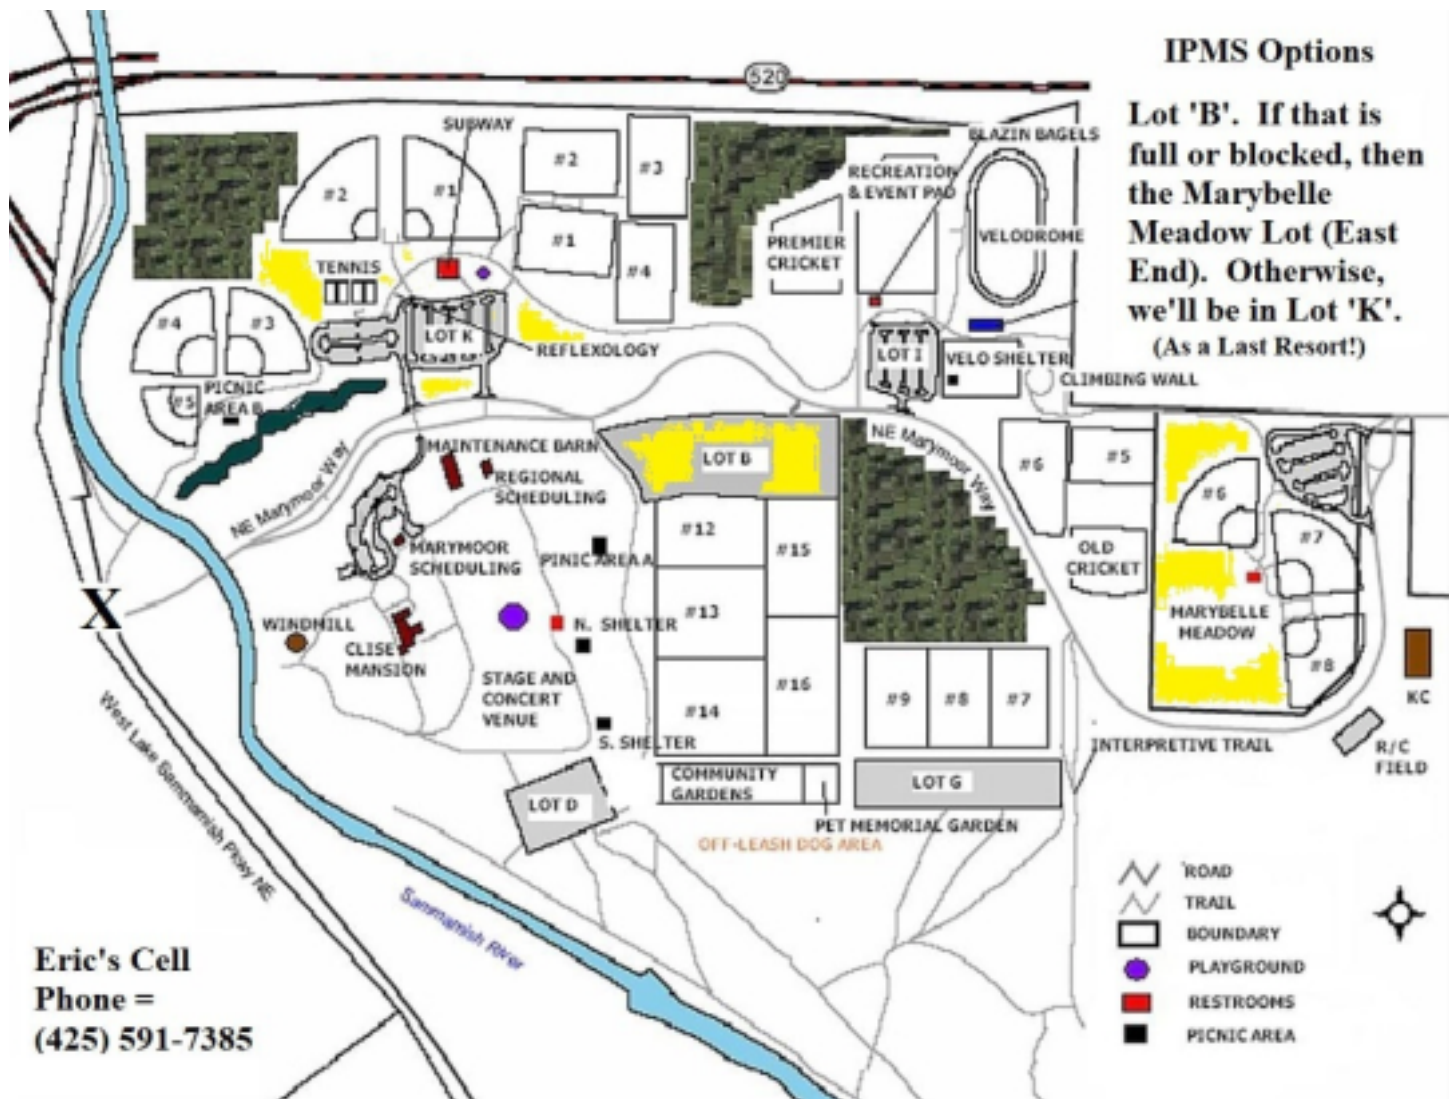 IPMS Options
Lot 'B'. If that is
full or blocked, then
the Marybelle
Meadow Lot (East
End). Otherwise,
we'll be in Lot 'K'.
(As a Last Resort!)
520
SUBWAY
BLAZIN BAGELS
RECREATION
& EVENT PAD
#2
#1
#2
#3
#1
#4
PREMIER
CRICKET
VELODROME
TENNIS
#4
#3
LOT K
REFLEXOLOGY
LOT I
VELO SHELTER
CLIMBING WALL
PICNIC
AREA B
#5
NE Marymoor Way
MAINTENANCE BARN
REGIONAL
SCHEDULING
LOT B
NE Marymoor Way
#6
#5
#6
#7
#12
#15
MARYMOOR
SCHEDULING
PINIC AREA A
OLD
CRICKET
X
WINDMILL
CLISE
MANSION
N. SHELTER
#13
MARYBELLE
MEADOW
#8
STAGE AND
CONCERT
VENUE
#14
#16
#9
#8
#7
KC
S. SHELTER
INTERPRETIVE TRAIL
R/C
FIELD
West Lake Sammamish Pkwy NE
LOT D
COMMUNITY
GARDENS
LOT G
PET MEMORIAL GARDEN
OFF-LEASH DOG AREA
Sammamish River
ROAD
TRAIL
BOUNDARY
PLAYGROUND
RESTROOMS
PICNIC AREA
Eric's Cell
Phone =
(425) 591-7385